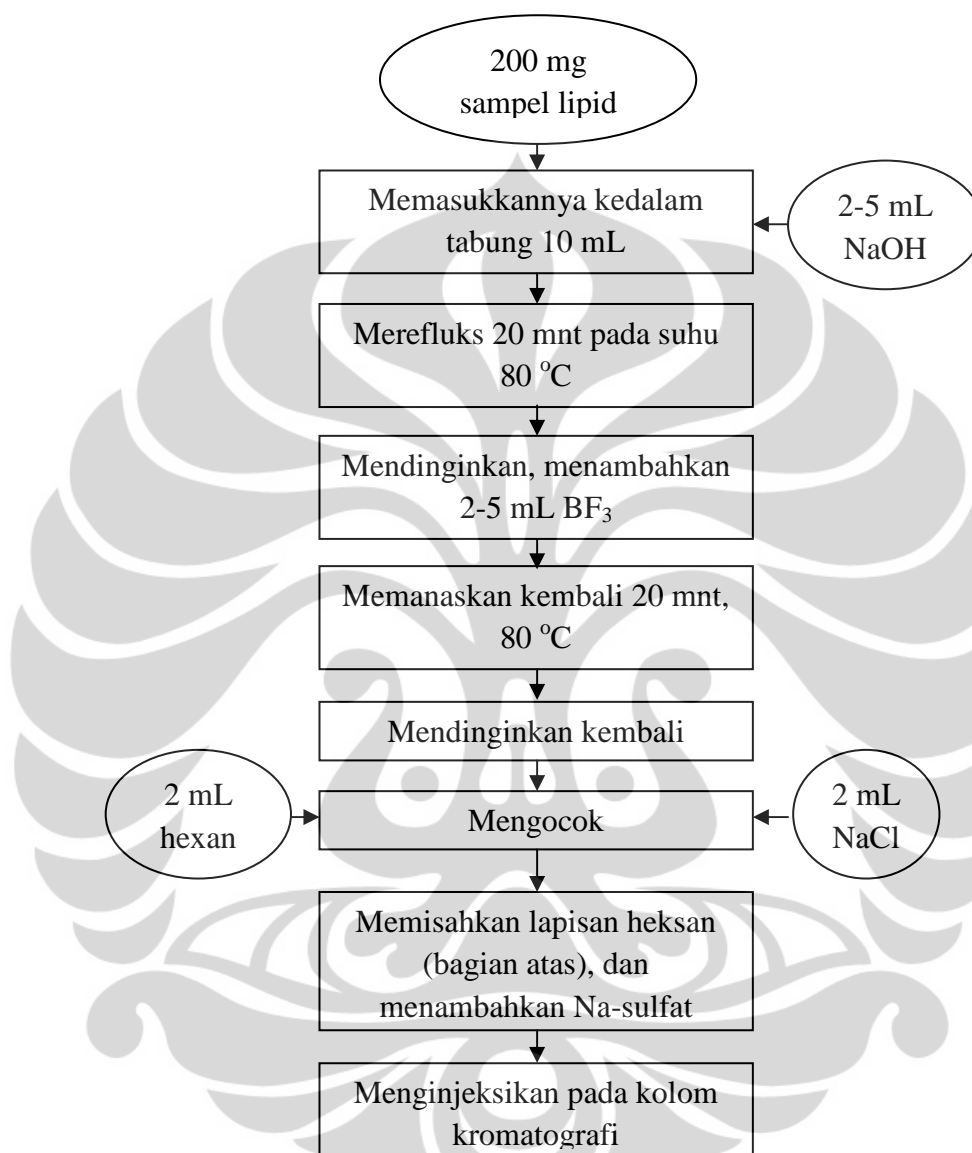 200 mg
sampel lipid
Memasukkannya kedalam
tabung 10 mL
2-5 mL
NaOH
Merefluks 20 mnt pada suhu
80 °C
Mendinginkan, menambahkan
2-5 mL BF₃
Memanaskan kembali 20 mnt,
80 °C
Mendinginkan kembali
2 mL
hexan
Mengocok
2 mL
NaCl
Memisahkan lapisan heksan
(bagian atas), dan
menambahkan Na-sulfat
Menginjeksikan pada kolom
kromatografi